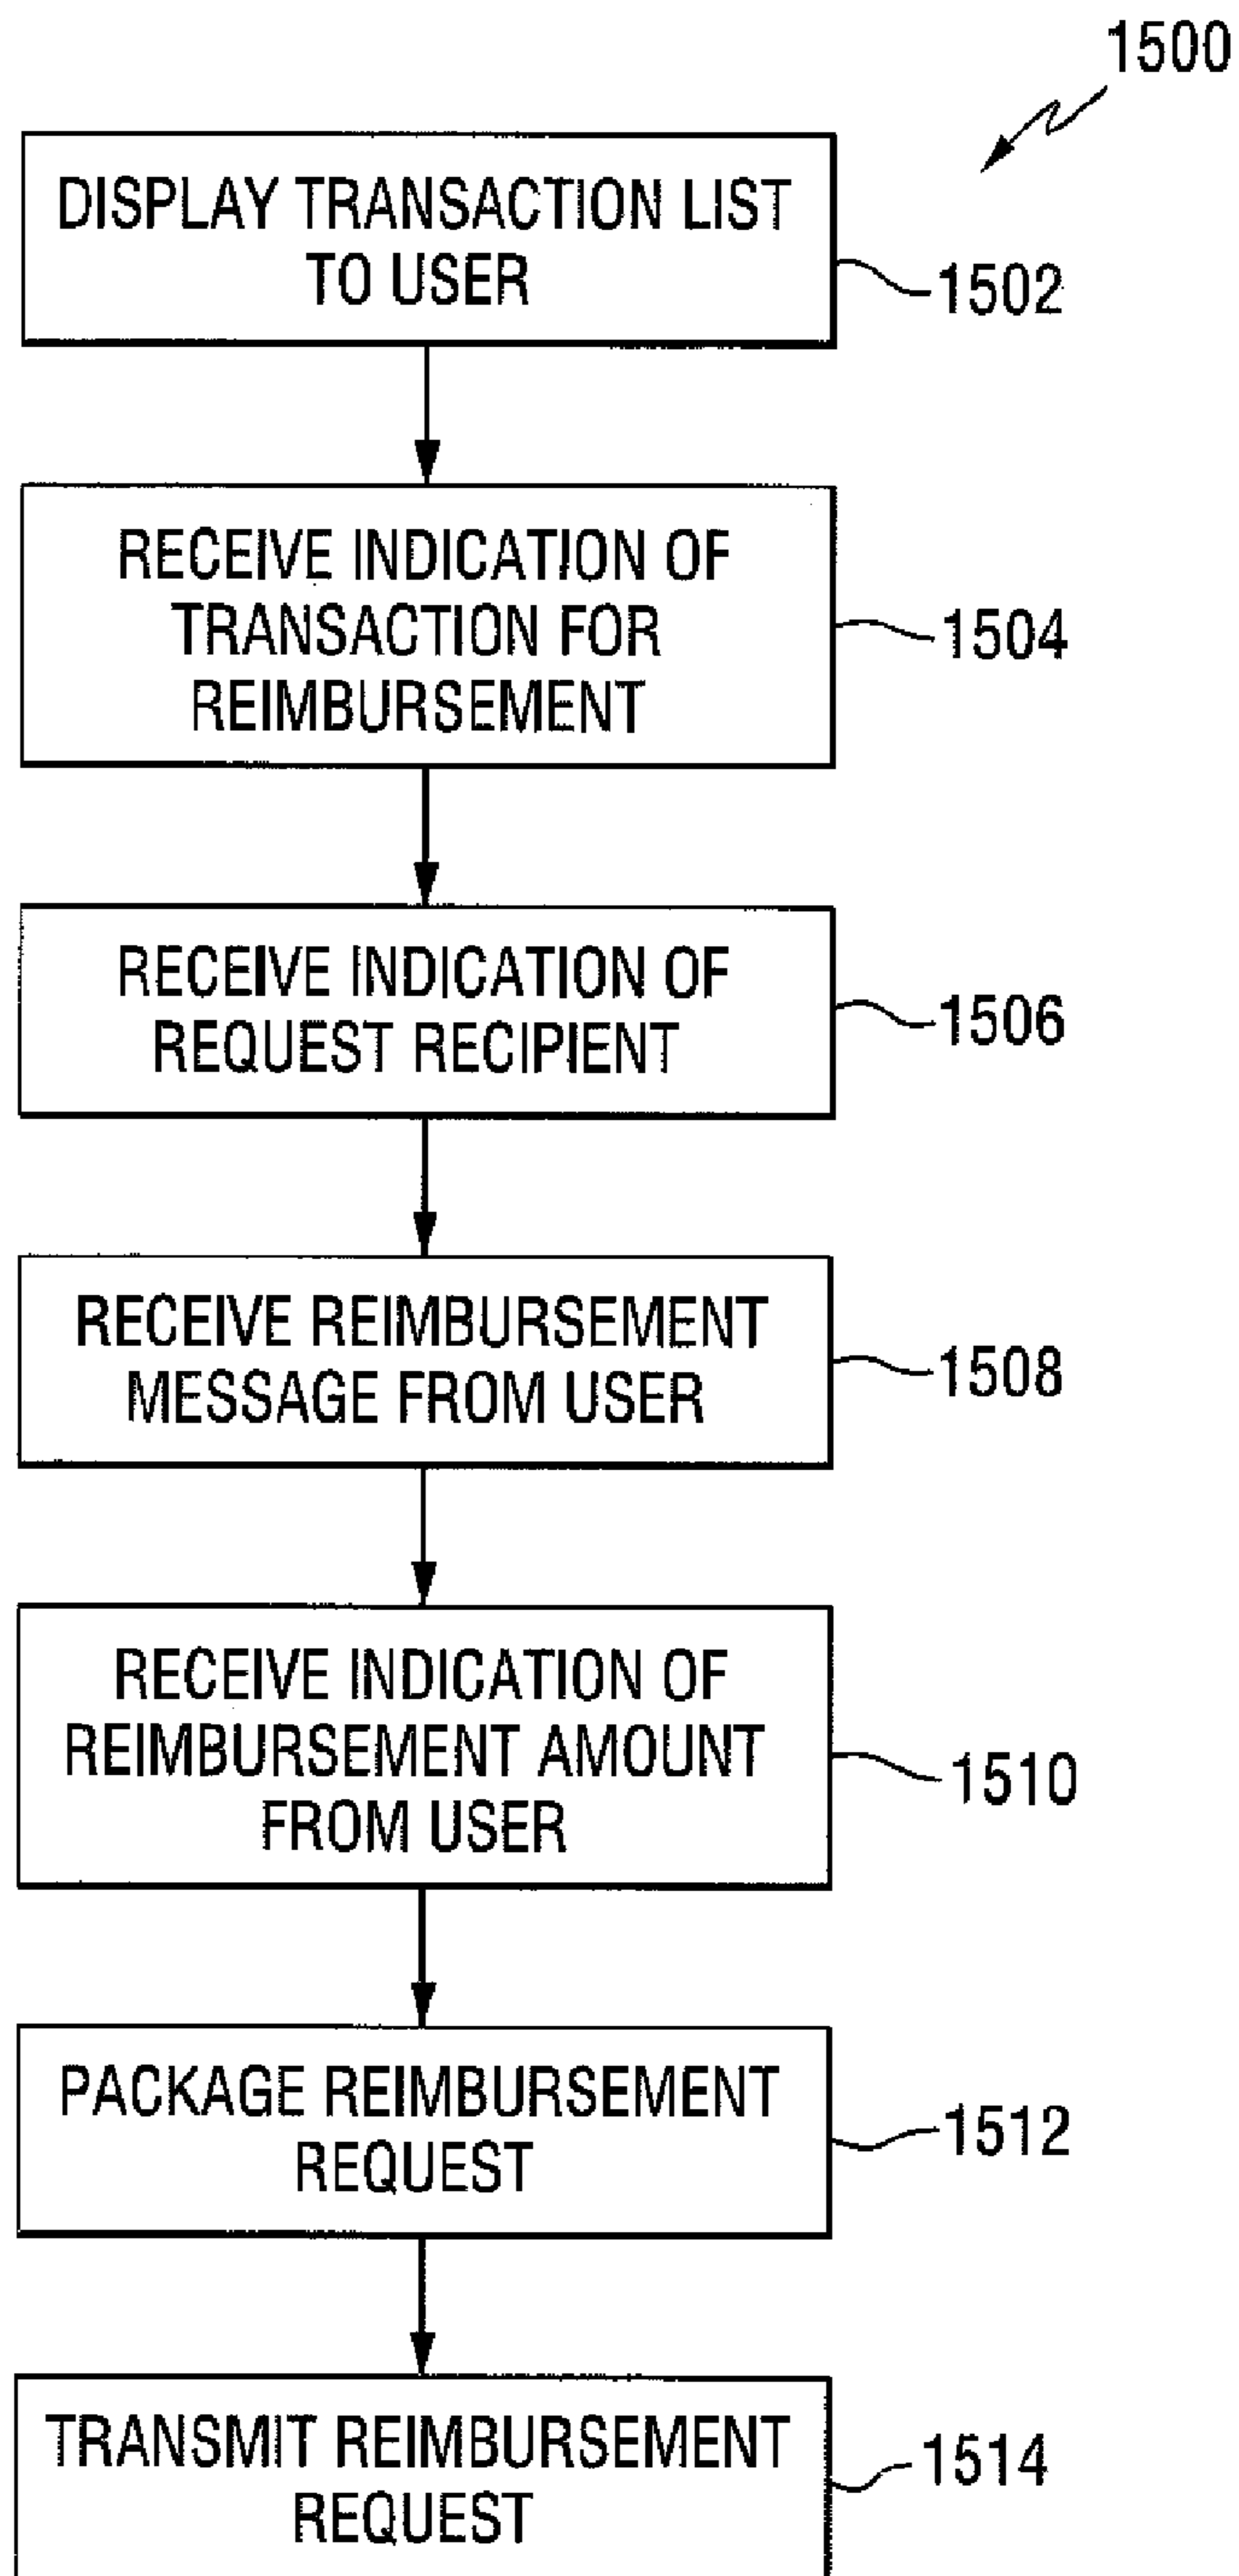 1500
DISPLAY TRANSACTION LIST
TO USER
1502
RECEIVE INDICATION OF
TRANSACTION FOR
REIMBURSEMENT
1504
RECEIVE INDICATION OF
REQUEST RECIPIENT
1506
RECEIVE REIMBURSEMENT
MESSAGE FROM USER
1508
RECEIVE INDICATION OF
REIMBURSEMENT AMOUNT
FROM USER
1510
PACKAGE REIMBURSEMENT
REQUEST
1512
TRANSMIT REIMBURSEMENT
REQUEST
1514